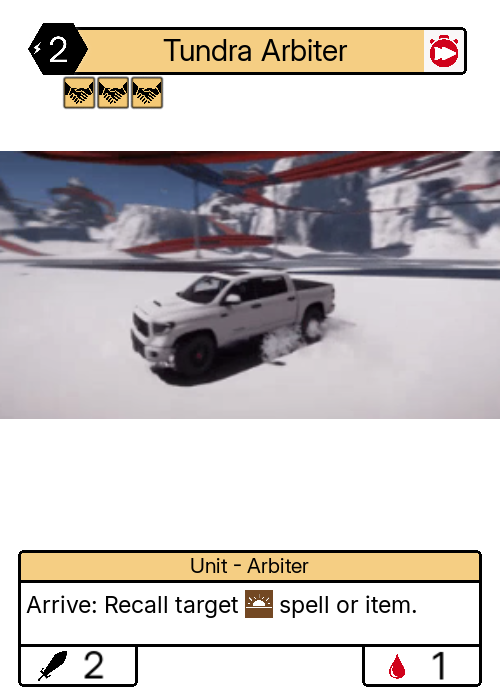 2
Tundra Arbiter
Unit - Arbiter
Arrive: Recall target spell or item.
2
1